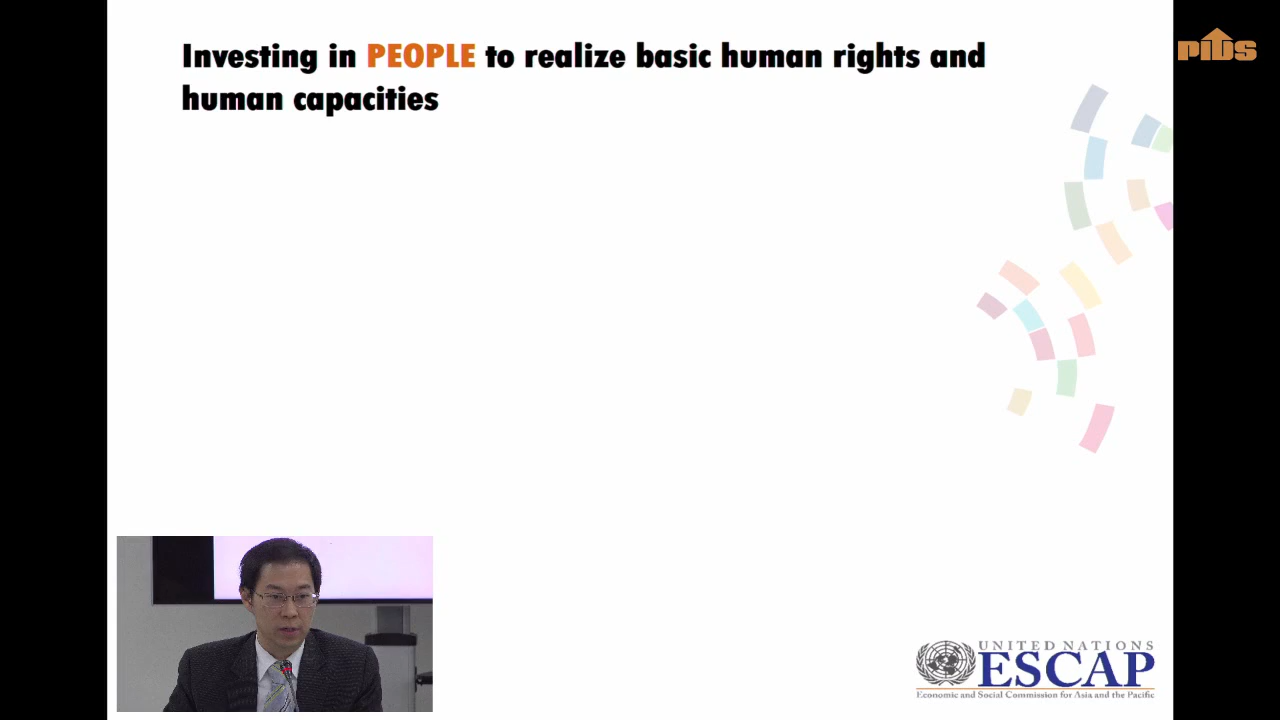 Investing in PEOPLE to realize basic human rights and
human capacities
pibs
UNITED NATIONS
ESCAP
Economic and Social Commission for Asia and the Pacific